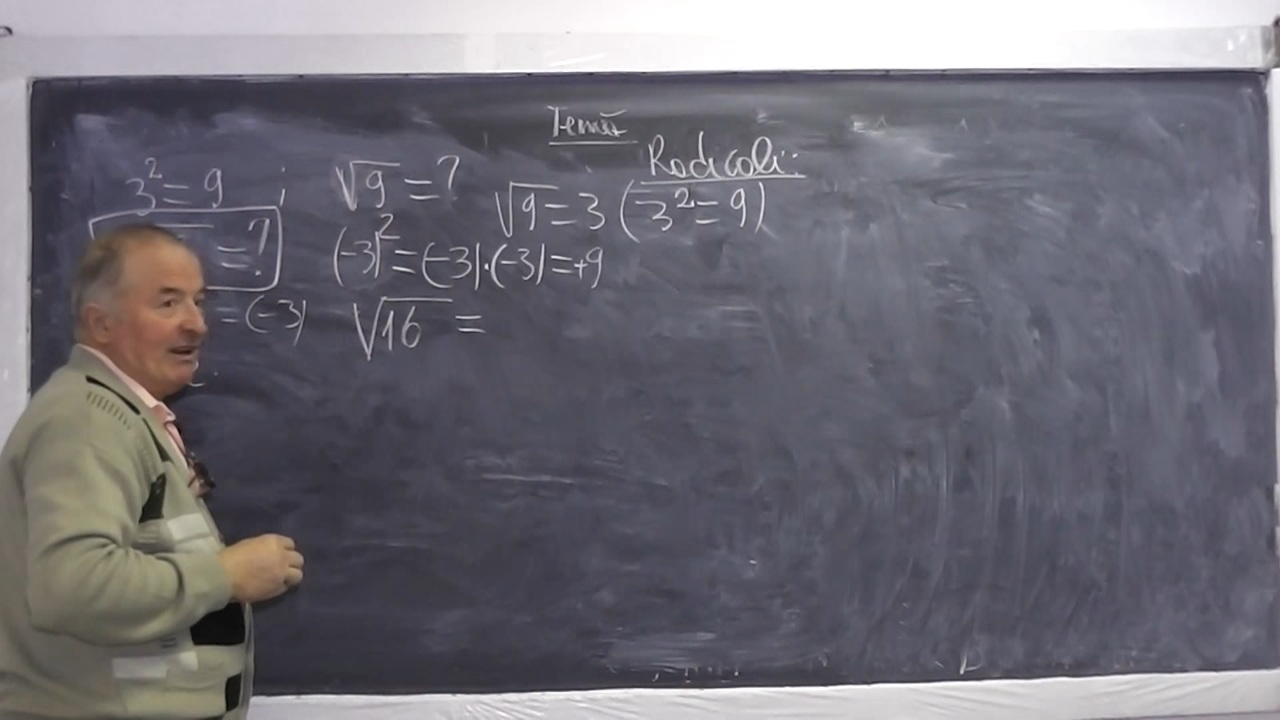 Temă
Radicali:
3² = 9 ; √9 = ? √9 = 3 (3² = 9)
= ? (-3)² = (-3)·(-3) = +9
= (-3) √16 =